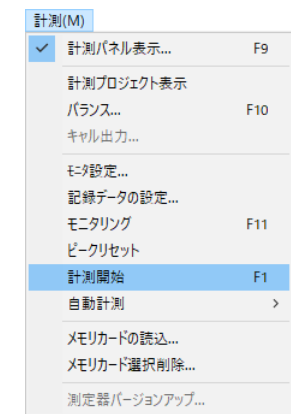 計測(M)
計測パネル表示... F9
計測プロジェクト表示
バランス... F10
キャル出力...
モニタ設定...
記録データの設定...
モニタリング F11
ピークリセット
計測開始 F1
自動計測
メモリカードの読込...
メモリカード選択削除...
測定器バージョンアップ...